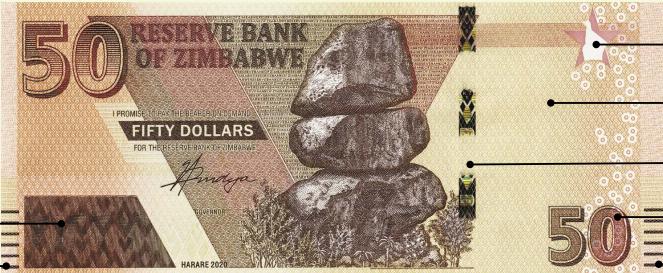 50
RESERVE BANK
OF ZIMBABWE
I PROMISE TO PAY THE BEARER ON DEMAND
FIFTY DOLLARS
FOR THE RESERVE BANK OF ZIMBABWE
GOVERNOR
HARARE 2020
50